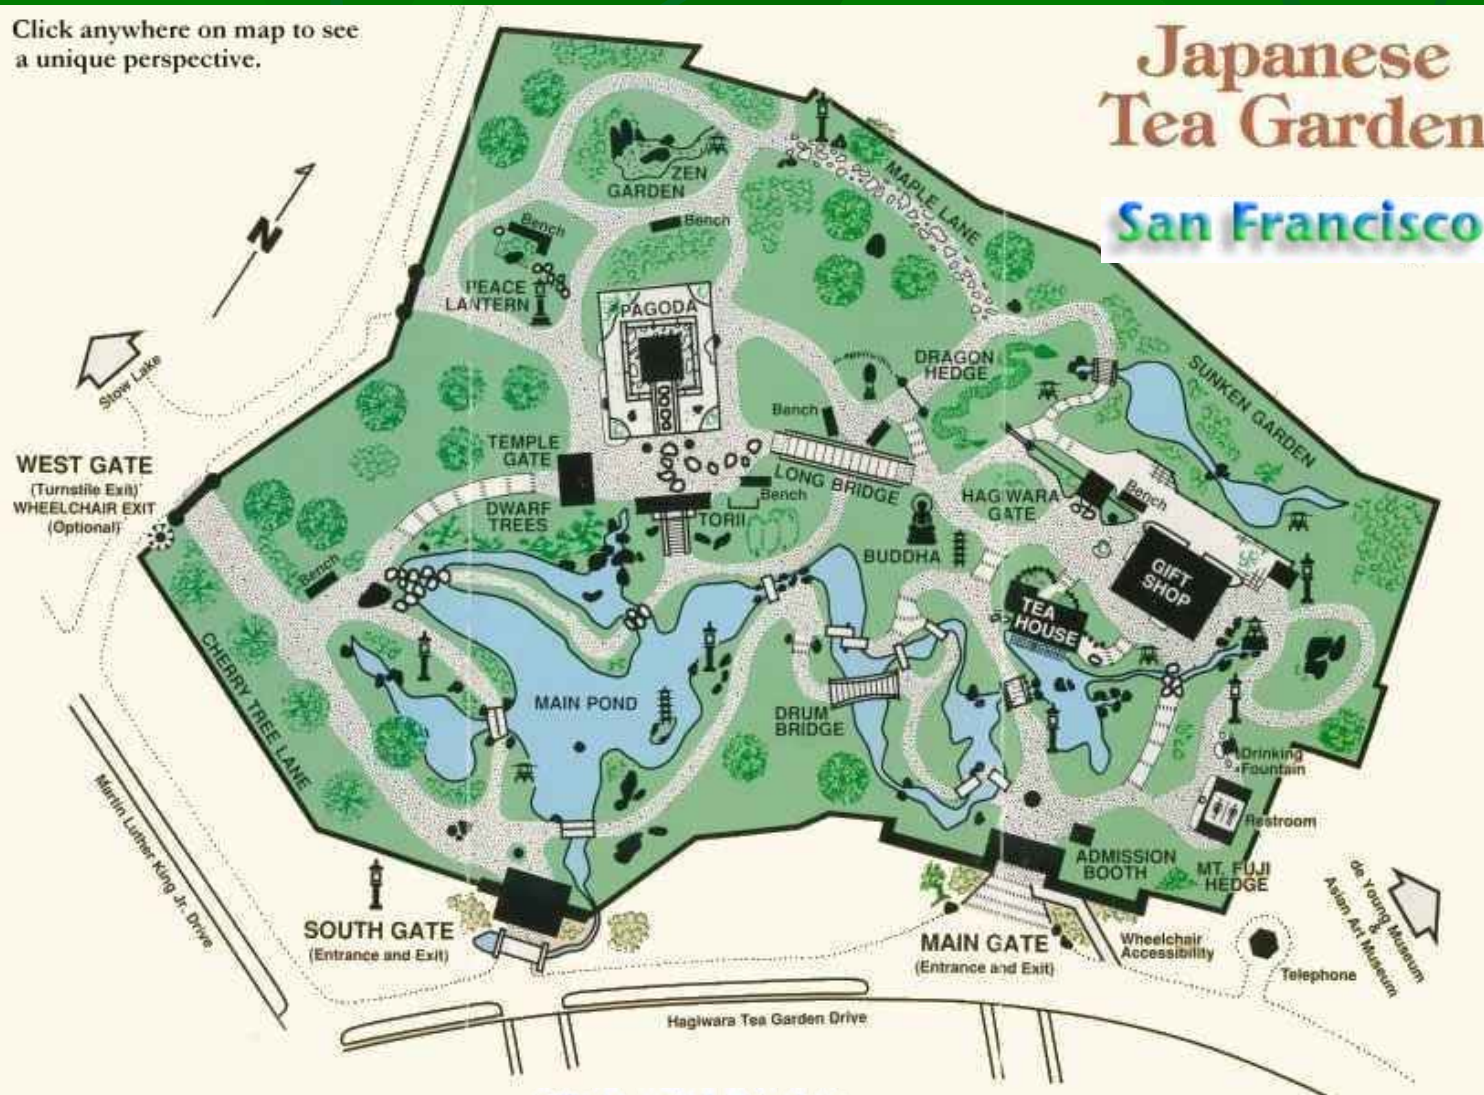 Click anywhere on map to see
a unique perspective.
Japanese
Tea Garden
San Francisco
N
ZEN
GARDEN
MAPLE LANE
Bench
Bench
PEACE
LANTERN
PAGODA
DRAGON
HEDGE
SUNKEN GARDEN
Stow Lake
WEST GATE
(Turnstile Exit)
WHEELCHAIR EXIT
(Optional)
TEMPLE
GATE
Bench
LONG BRIDGE
Bench
DWARF
TREES
TORII
HAGIWARA
GATE
Bench
BUDDHA
GIFT
SHOP
TEA
HOUSE
Bench
CHERRY TREE LANE
MAIN POND
DRUM
BRIDGE
Drinking
Fountain
Restroom
Martin Luther King Jr. Drive
ADMISSION
BOOTH
MT. FUJI
HEDGE
de Young Museum
&
Asian Art Museum
SOUTH GATE
(Entrance and Exit)
MAIN GATE
(Entrance and Exit)
Wheelchair
Accessibility
Telephone
Hagiwara Tea Garden Drive